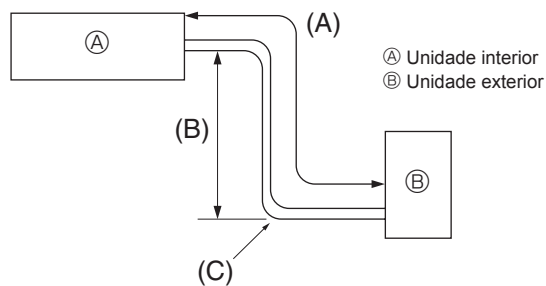 (A)
Ⓐ
Ⓐ Unidade interior
Ⓑ Unidade exterior
(B)
Ⓑ
(C)